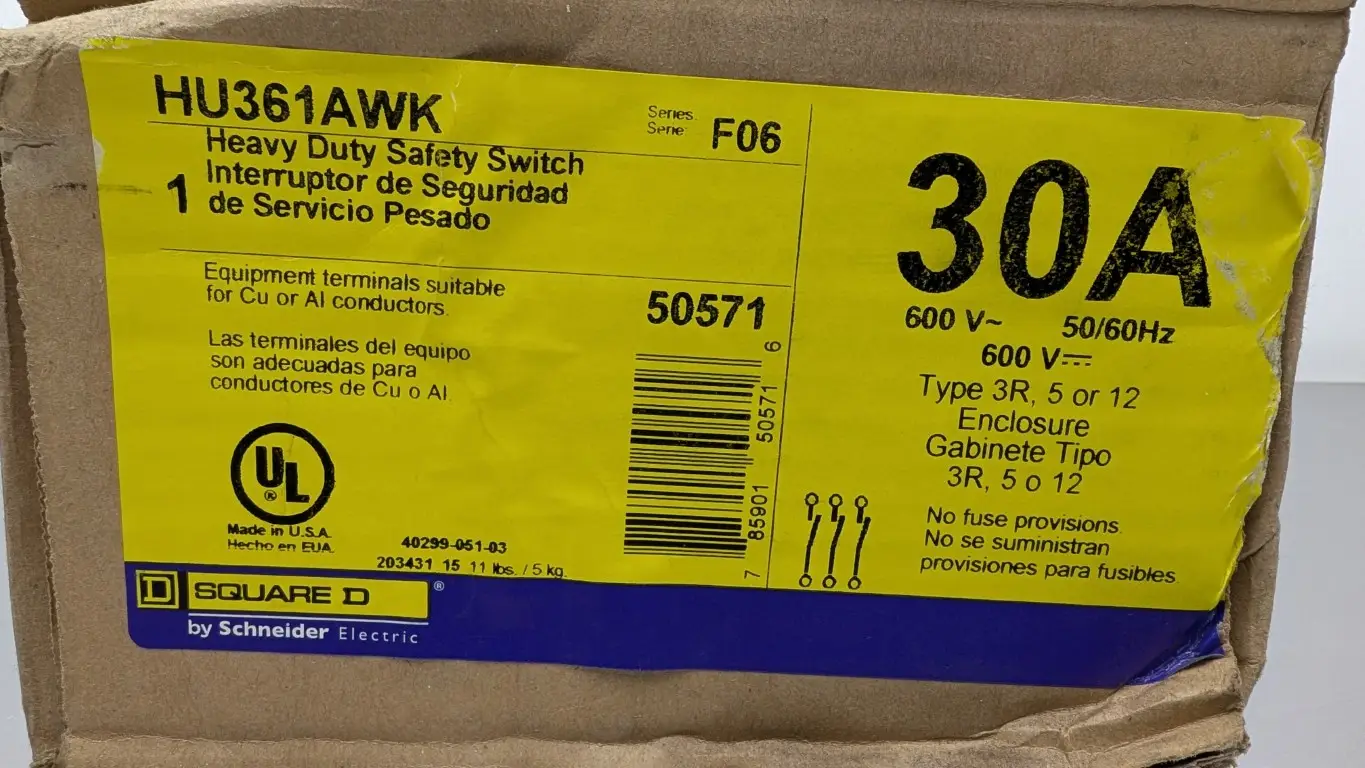 HU361AWK
Series.
Serie:
F06
Heavy Duty Safety Switch
Interruptor de Seguridad
1 de Servicio Pesado
Equipment terminals suitable
for Cu or Al conductors.
Las terminales del equipo
son adecuadas para
conductores de Cu o Al.
50571
7 85901 50571 6
UL
®
Made in U.S.A.
Hecho en EUA.
40299-051-03
203431 15 11 lbs. / 5 kg.
D SQUARE D ®
by Schneider Electric
30A
600 V~ 50/60Hz
600 V⎓
Type 3R, 5 or 12
Enclosure
Gabinete Tipo
3R, 5 o 12
No fuse provisions.
No se suministran
provisiones para fusibles.